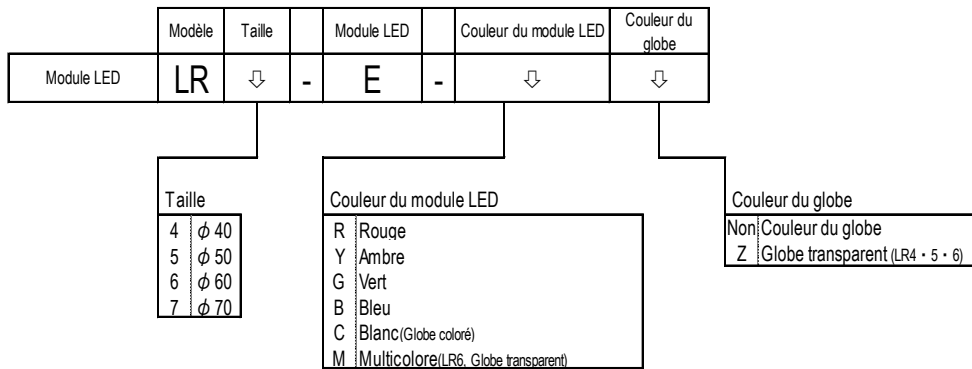 Modèle Taille Module LED Couleur du module LED Couleur du globe
Module LED LR ⇩ - E - ⇩ ⇩
Taille
4 φ40
5 φ50
6 φ60
7 φ70
Couleur du module LED
R Rouge
Y Ambre
G Vert
B Bleu
C Blanc(Globe coloré)
M Multicolore(LR6, Globe transparent)
Couleur du globe
Non Couleur du globe
Z Globe transparent (LR4・5・6)